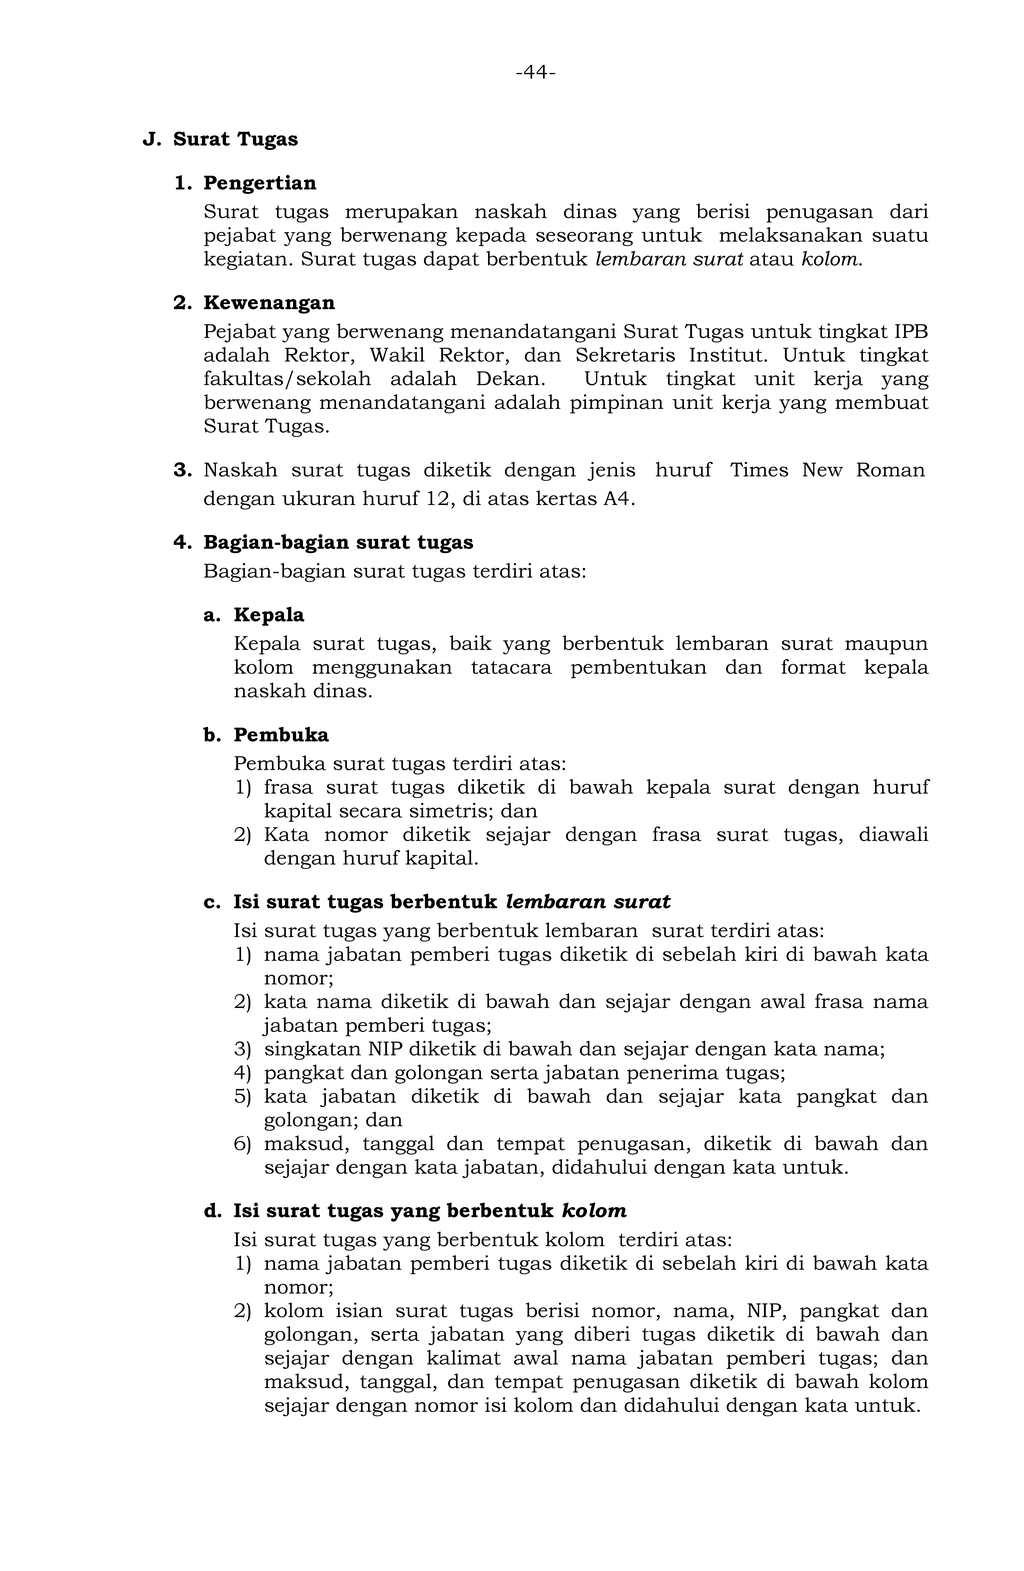 -44-
J. Surat Tugas
1. Pengertian
Surat tugas merupakan naskah dinas yang berisi penugasan dari
pejabat yang berwenang kepada seseorang untuk melaksanakan suatu
kegiatan. Surat tugas dapat berbentuk lembaran surat atau kolom.
2. Kewenangan
Pejabat yang berwenang menandatangani Surat Tugas untuk tingkat IPB
adalah Rektor, Wakil Rektor, dan Sekretaris Institut. Untuk tingkat
fakultas/sekolah adalah Dekan. Untuk tingkat unit kerja yang
berwenang menandatangani adalah pimpinan unit kerja yang membuat
Surat Tugas.
3. Naskah surat tugas diketik dengan jenis huruf Times New Roman
dengan ukuran huruf 12, di atas kertas A4.
4. Bagian-bagian surat tugas
Bagian-bagian surat tugas terdiri atas:
a. Kepala
Kepala surat tugas, baik yang berbentuk lembaran surat maupun
kolom menggunakan tatacara pembentukan dan format kepala
naskah dinas.
b. Pembuka
Pembuka surat tugas terdiri atas:
1) frasa surat tugas diketik di bawah kepala surat dengan huruf
kapital secara simetris; dan
2) Kata nomor diketik sejajar dengan frasa surat tugas, diawali
dengan huruf kapital.
c. Isi surat tugas berbentuk lembaran surat
Isi surat tugas yang berbentuk lembaran surat terdiri atas:
1) nama jabatan pemberi tugas diketik di sebelah kiri di bawah kata
nomor;
2) kata nama diketik di bawah dan sejajar dengan awal frasa nama
jabatan pemberi tugas;
3) singkatan NIP diketik di bawah dan sejajar dengan kata nama;
4) pangkat dan golongan serta jabatan penerima tugas;
5) kata jabatan diketik di bawah dan sejajar kata pangkat dan
golongan; dan
6) maksud, tanggal dan tempat penugasan, diketik di bawah dan
sejajar dengan kata jabatan, didahului dengan kata untuk.
d. Isi surat tugas yang berbentuk kolom
Isi surat tugas yang berbentuk kolom terdiri atas:
1) nama jabatan pemberi tugas diketik di sebelah kiri di bawah kata
nomor;
2) kolom isian surat tugas berisi nomor, nama, NIP, pangkat dan
golongan, serta jabatan yang diberi tugas diketik di bawah dan
sejajar dengan kalimat awal nama jabatan pemberi tugas; dan
maksud, tanggal, dan tempat penugasan diketik di bawah kolom
sejajar dengan nomor isi kolom dan didahului dengan kata untuk.